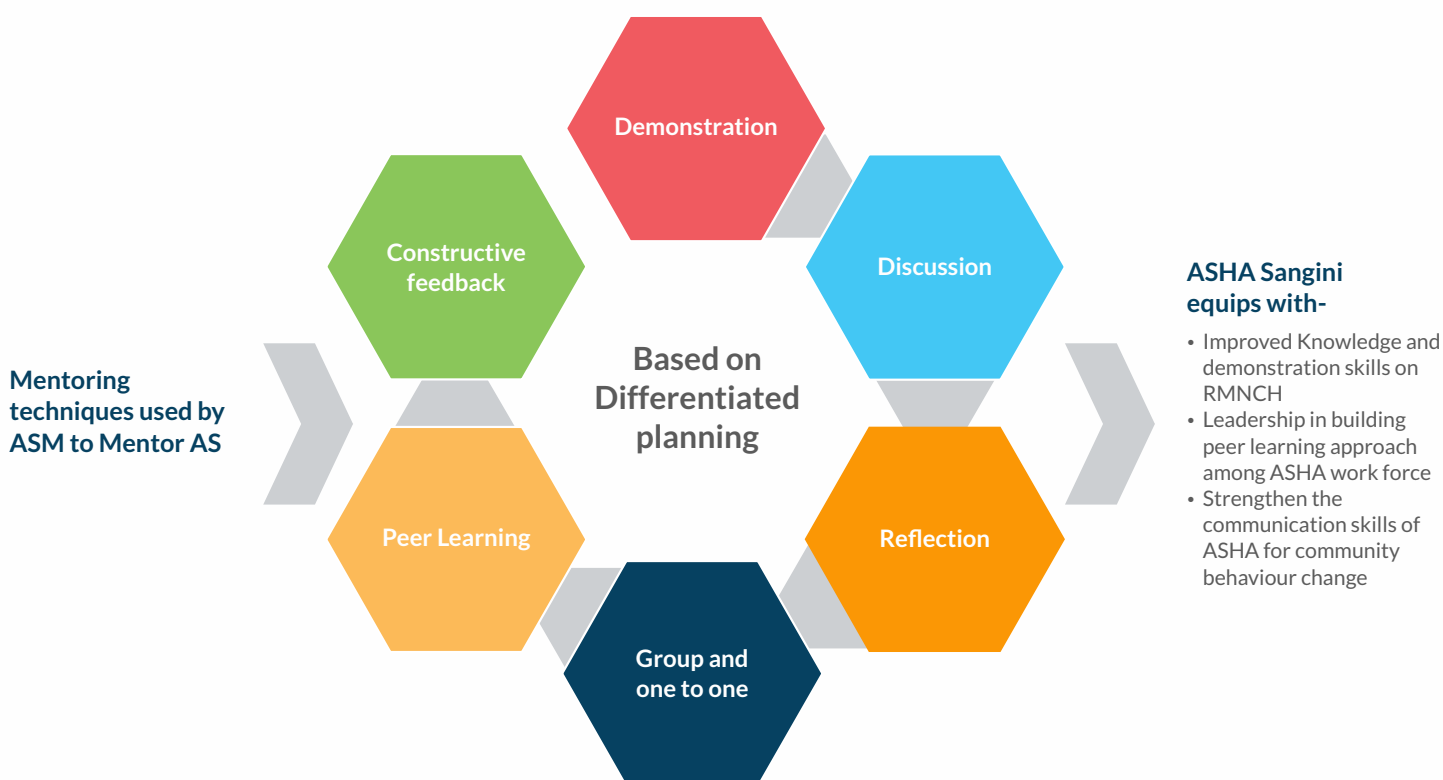 Mentoring
techniques used by
ASM to Mentor AS
Demonstration
Discussion
Reflection
Group and
one to one
Peer Learning
Constructive
feedback
Based on
Differentiated
planning
ASHA Sangini
equips with-
• Improved Knowledge and
demonstration skills on
RMNCH
• Leadership in building
peer learning approach
among ASHA work force
• Strengthen the
communication skills of
ASHA for community
behaviour change